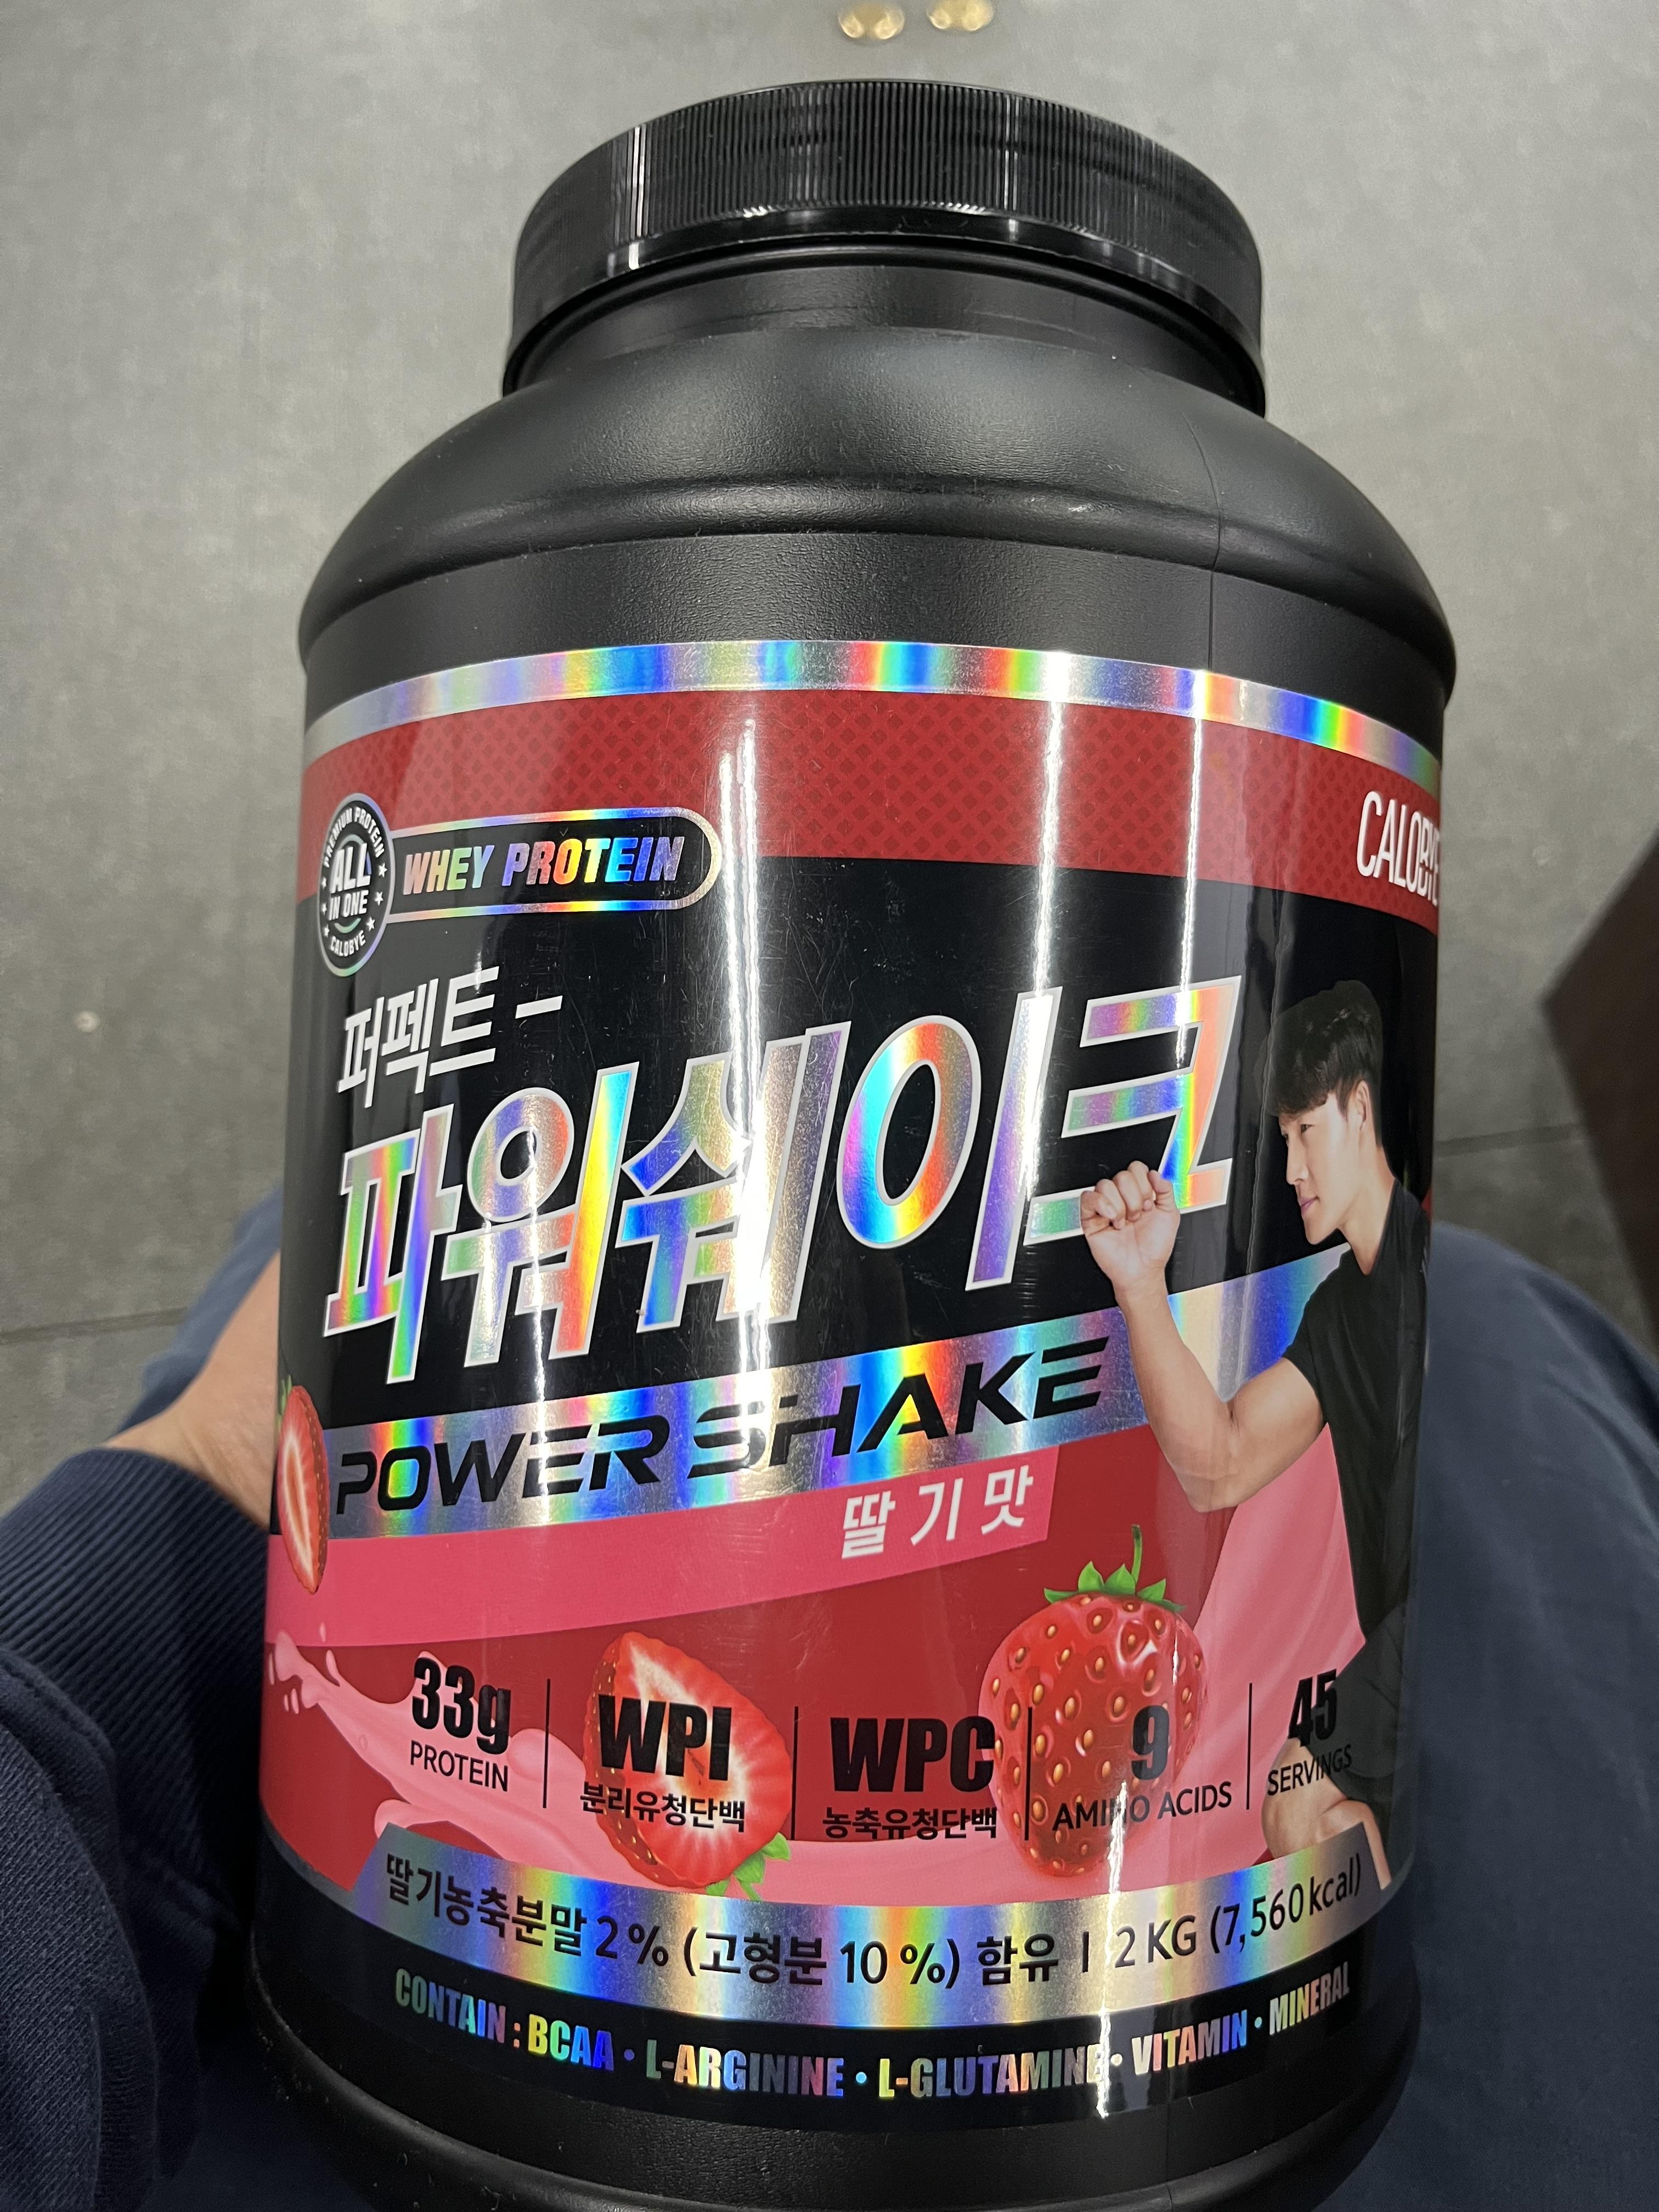 CALOBYE
PREMIUM PROTEIN
ALL
IN ONE
CALOBYE
WHEY PROTEIN
퍼펙트-
파워쉐이크
POWER SHAKE
딸기맛
33g
PROTEIN
WPI
분리유청단백
WPC
농축유청단백
9
AMINO ACIDS
45
SERVINGS
딸기농축분말 2 % (고형분 10 %) 함유 | 2 KG (7,560 kcal)
CONTAIN : BCAA • L-ARGININE • L-GLUTAMINE • VITAMIN • MINERAL